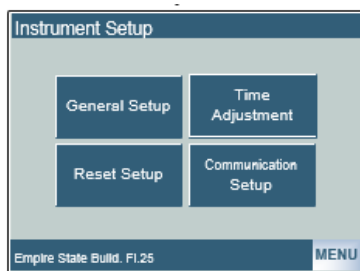 Instrument Setup
General Setup
Time
Adjustment
Reset Setup
Communication
Setup
Empire State Build. Fl.25
MENU